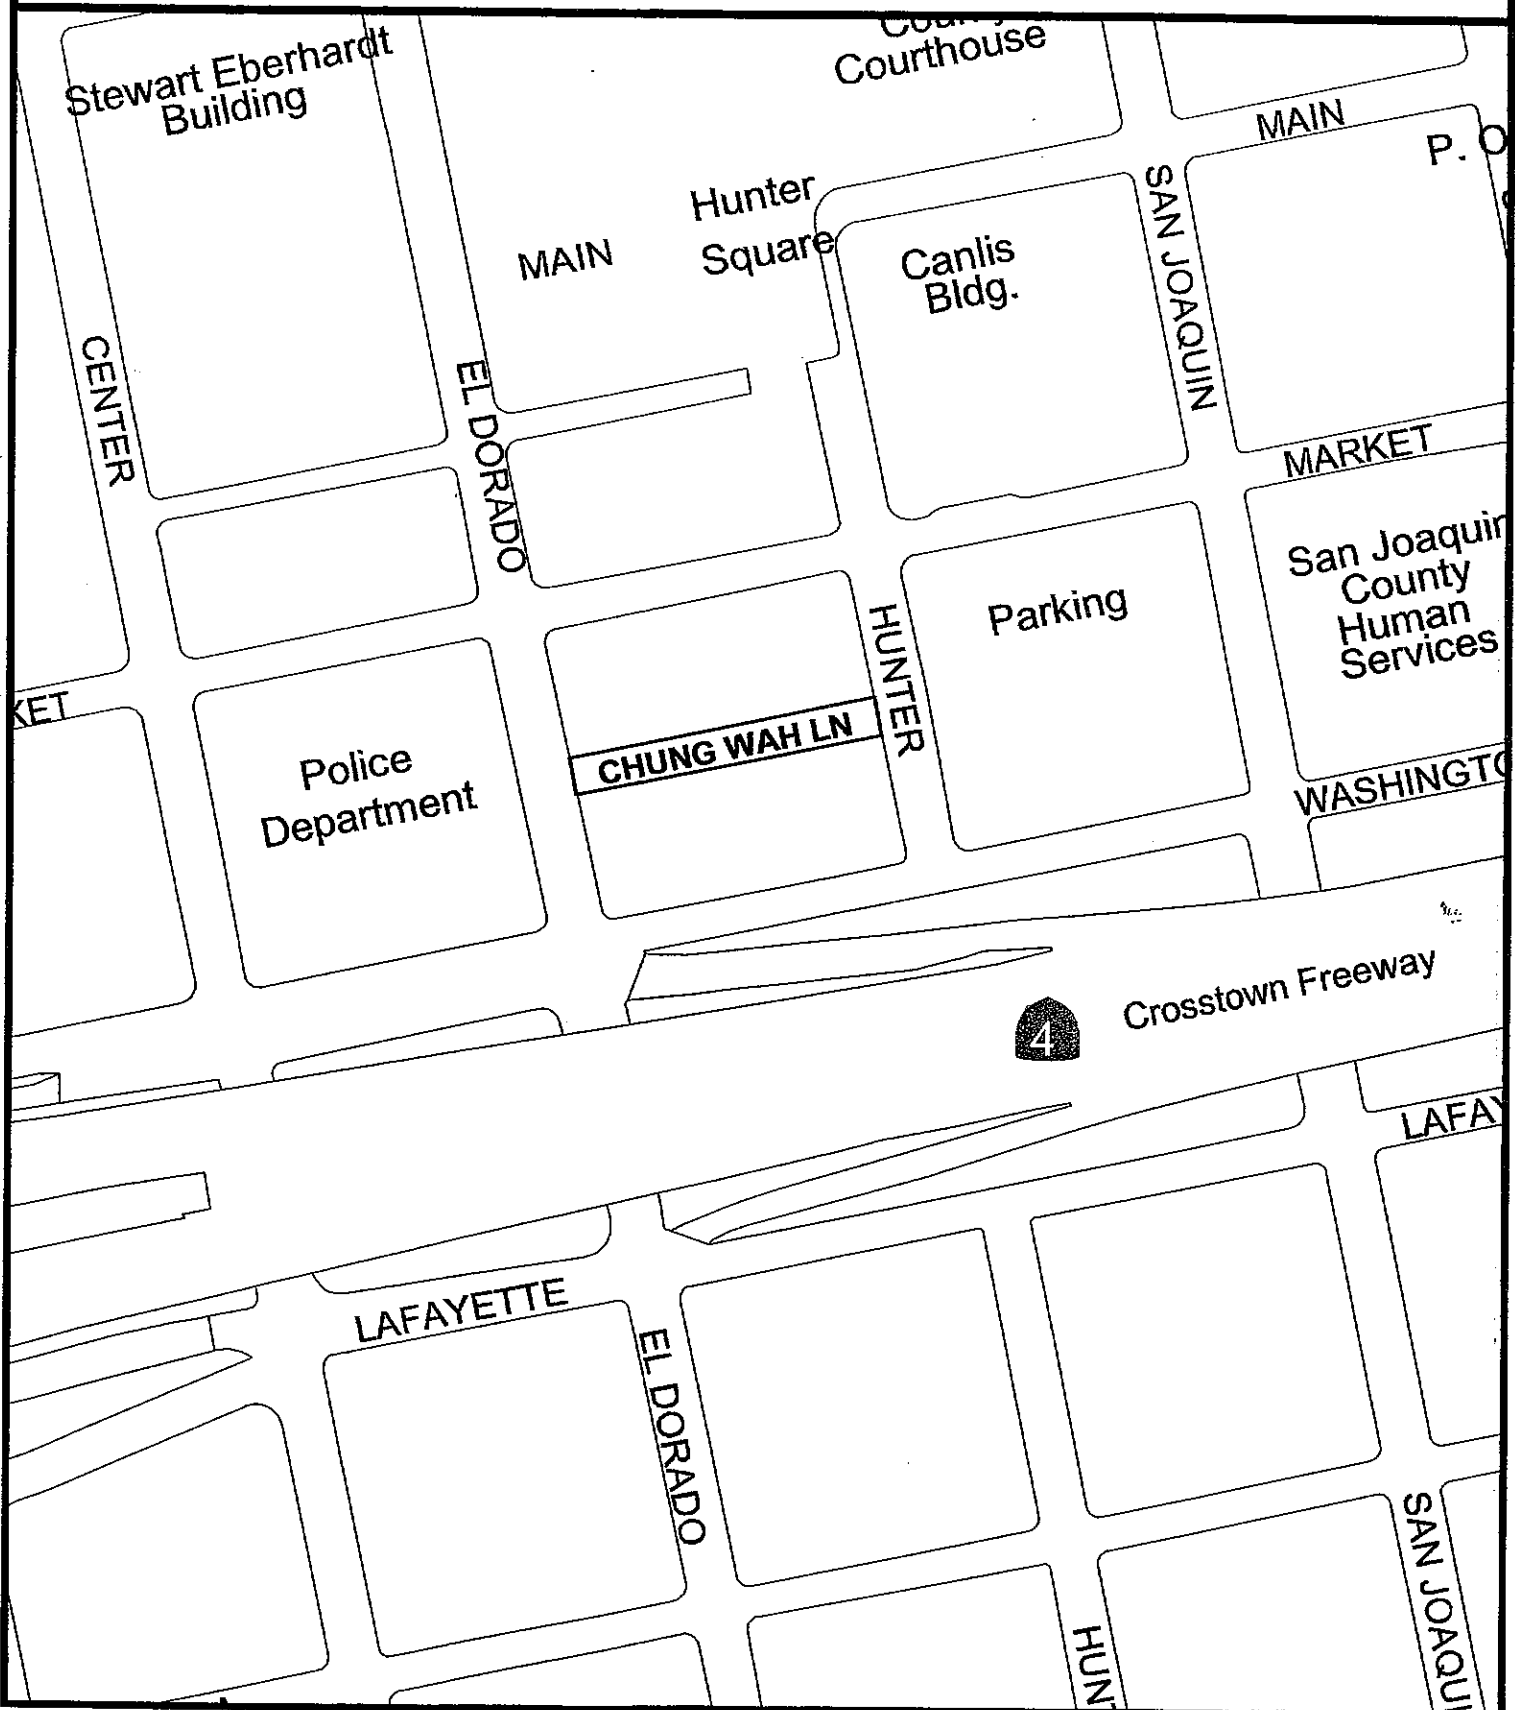 Courthouse
Stewart Eberhardt
Building
MAIN
P. O
Hunter
Square
MAIN
Canlis
Bldg.
SAN JOAQUIN
CENTER
EL DORADO
MARKET
San Joaquin
County
Human
Services
Parking
HUNTER
KET
CHUNG WAH LN
Police
Department
WASHINGTO
4
Crosstown Freeway
LAFAY
LAFAYETTE
EL DORADO
SAN JOAQUI
HUNT